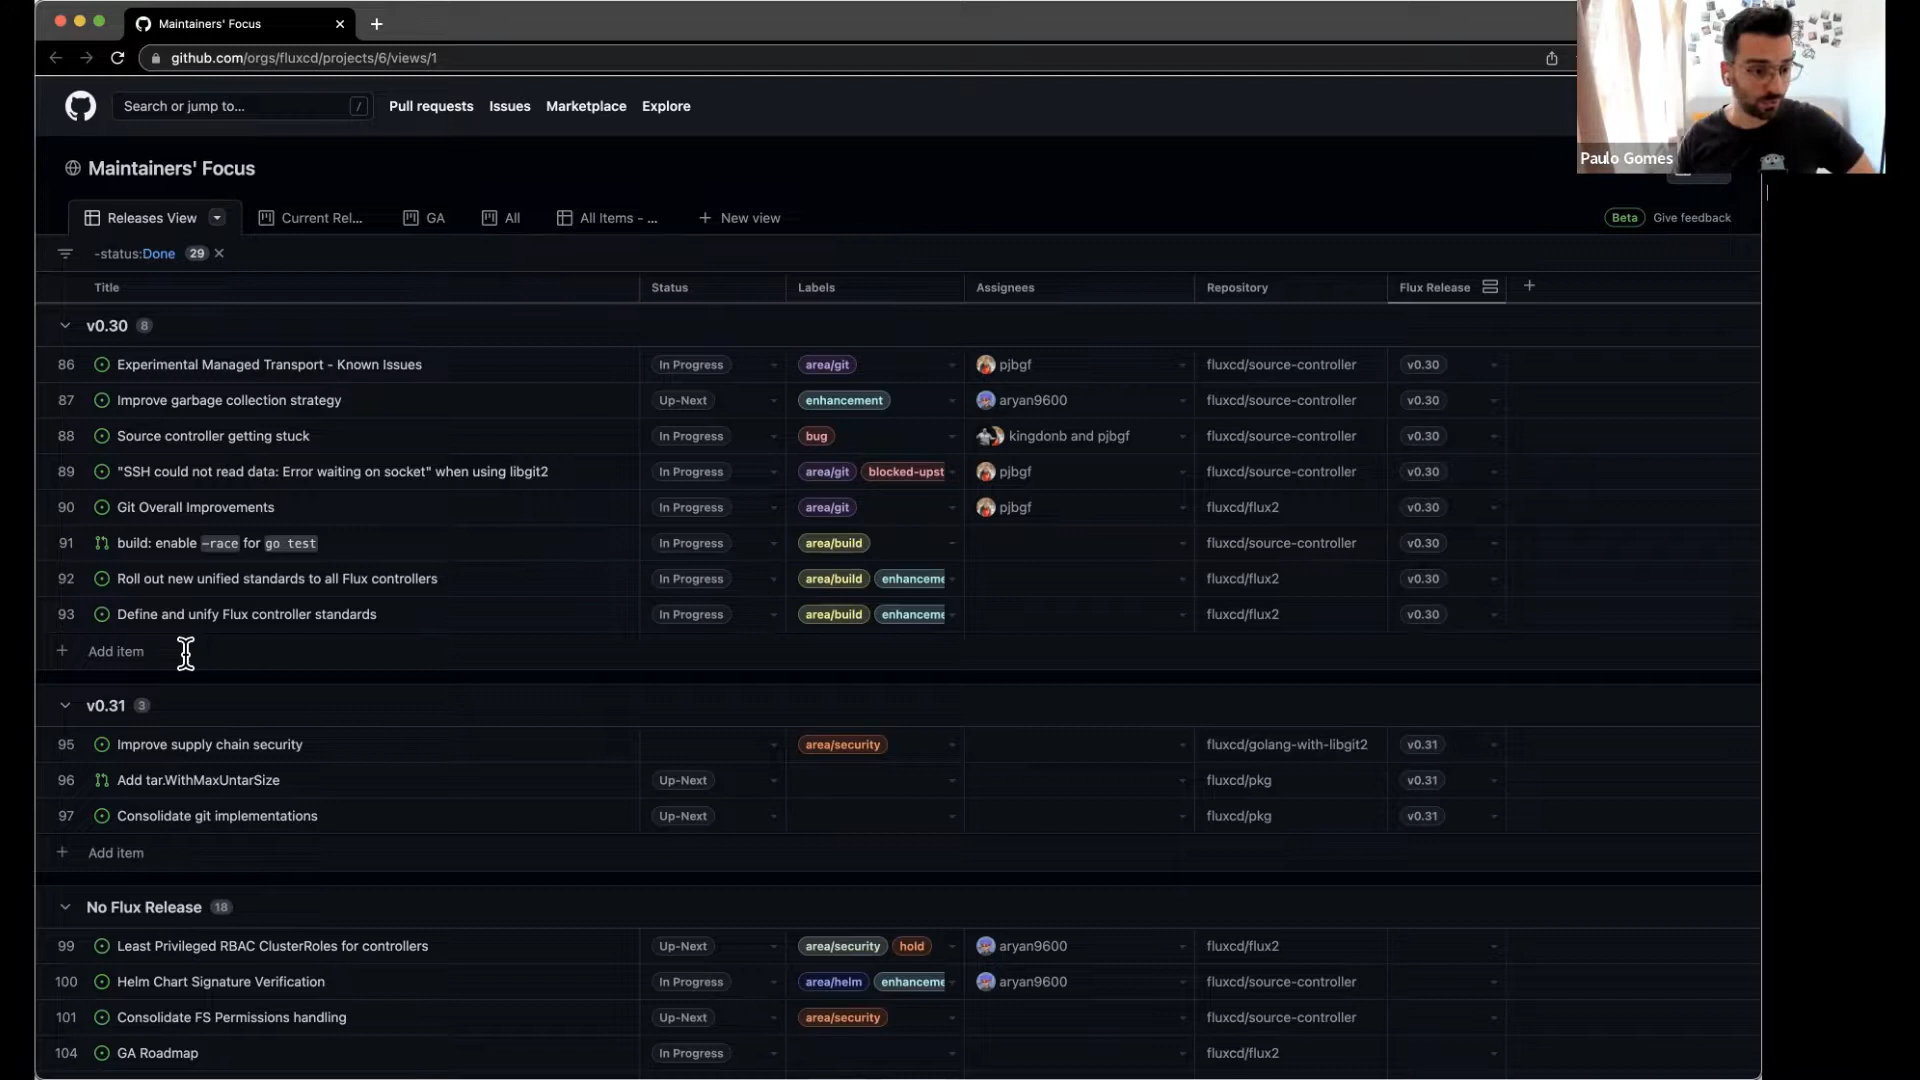 Maintainers' Focus
github.com/orgs/fluxcd/projects/6/views/1
Search or jump to... /
Pull requests Issues Marketplace Explore
Paulo Gomes
Maintainers' Focus
Releases View Current Rel... GA All All Items - ... New view Beta Give feedback
-status:Done 29
Title Status Labels Assignees Repository Flux Release
v0.30 8
86 Experimental Managed Transport - Known Issues In Progress area/git pjbgf fluxcd/source-controller v0.30
87 Improve garbage collection strategy Up-Next enhancement aryan9600 fluxcd/source-controller v0.30
88 Source controller getting stuck In Progress bug kingdonb and pjbgf fluxcd/source-controller v0.30
89 "SSH could not read data: Error waiting on socket" when using libgit2 In Progress area/git blocked-upst pjbgf fluxcd/source-controller v0.30
90 Git Overall Improvements In Progress area/git pjbgf fluxcd/flux2 v0.30
91 build: enable -race for go test In Progress area/build fluxcd/source-controller v0.30
92 Roll out new unified standards to all Flux controllers In Progress area/build enhanceme fluxcd/flux2 v0.30
93 Define and unify Flux controller standards In Progress area/build enhanceme fluxcd/flux2 v0.30
Add item
v0.31 3
95 Improve supply chain security area/security fluxcd/golang-with-libgit2 v0.31
96 Add tar.WithMaxUntarSize Up-Next fluxcd/pkg v0.31
97 Consolidate git implementations Up-Next fluxcd/pkg v0.31
Add item
No Flux Release 18
99 Least Privileged RBAC ClusterRoles for controllers Up-Next area/security hold aryan9600 fluxcd/flux2
100 Helm Chart Signature Verification In Progress area/helm enhanceme aryan9600 fluxcd/source-controller
101 Consolidate FS Permissions handling Up-Next area/security fluxcd/source-controller
104 GA Roadmap In Progress fluxcd/flux2